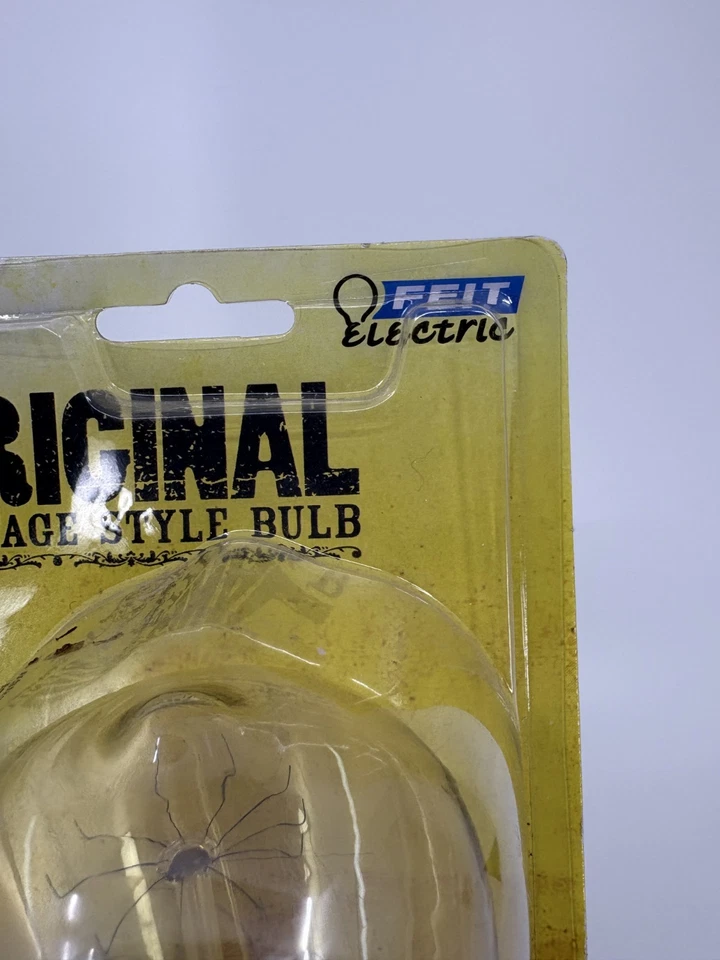 FEIT
Electric
RIGINAL
AGE STYLE BULB